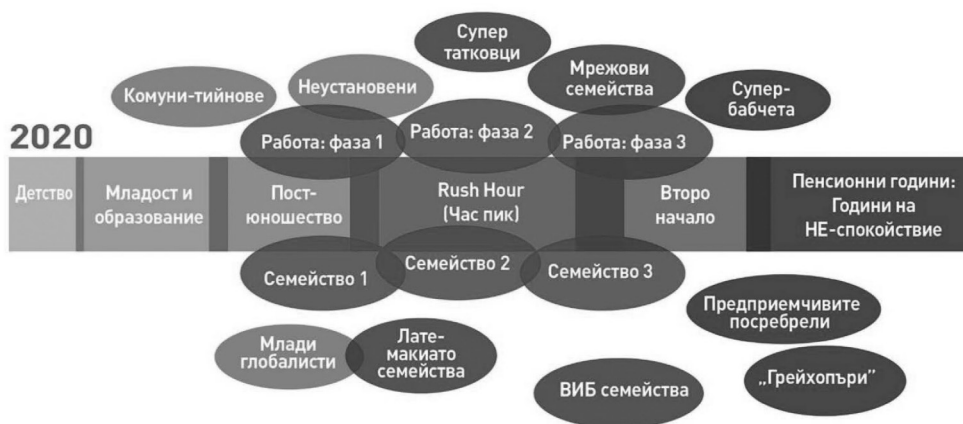 Супер
татковци
Мрежови
семейства
Неустановени
Комуни-тийнове
Супер-
бабчета
2020
Работа: фаза 1
Работа: фаза 2
Работа: фаза 3
Детство
Младост и
образование
Пост-
юношество
Rush Hour
(Час пик)
Второ
начало
Пенсионни години:
Години на
НЕ-спокойствие
Семейство 1
Семейство 2
Семейство 3
Предприемчивите
посребрели
Млади
глобалисти
Лате-
макиато
семейства
ВИБ семейства
„Грейхопъри”